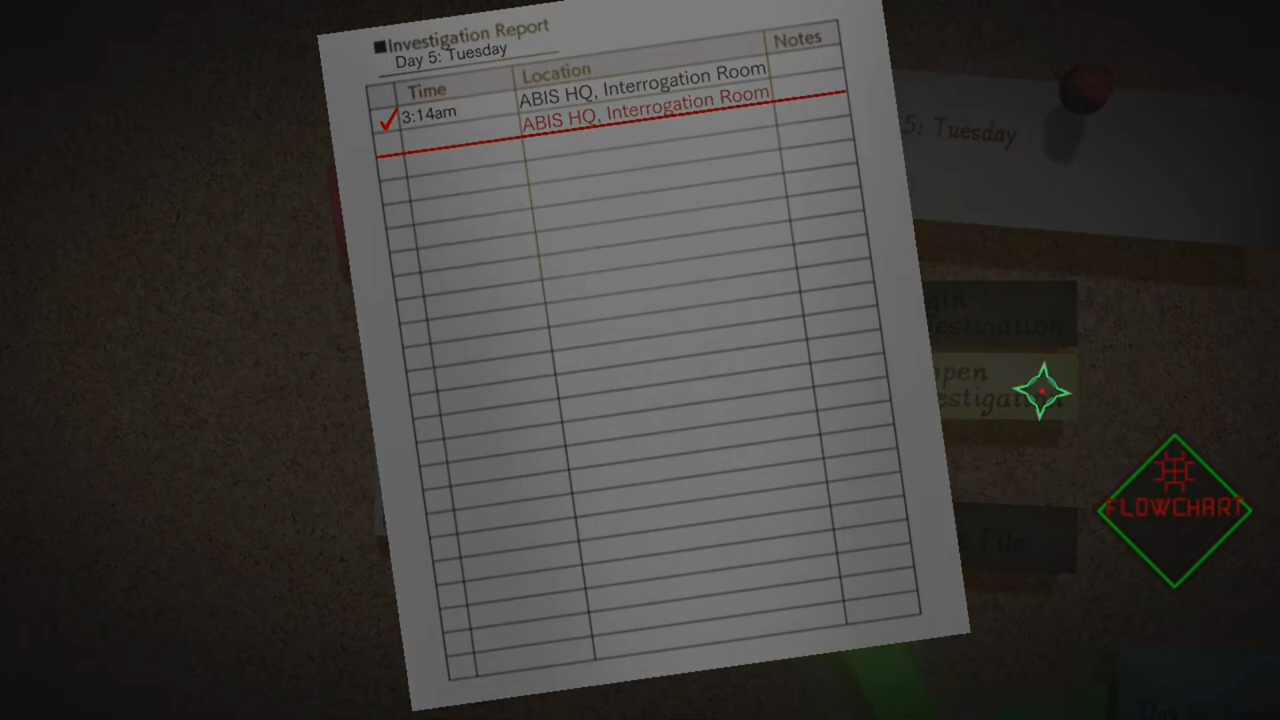 ■Investigation Report
Day 5: Tuesday
Time
Location
Notes
3:14am
ABIS HQ, Interrogation Room
ABIS HQ, Interrogation Room
5: Tuesday
FLOWCHART
File